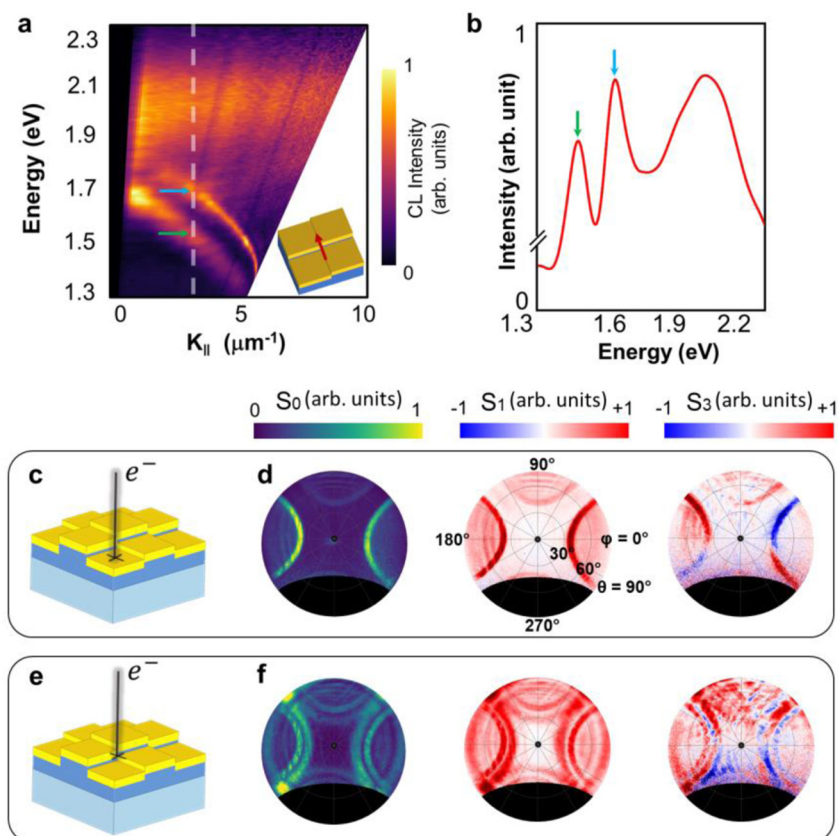 a
b
2.3
2.1
1.9
1.7
1.5
1.3
Energy (eV)
0
5
10
K|| (μm-1)
1
0
CL Intensity
(arb. units)
1
0
Intensity (arb. unit)
1.3
1.6
1.9
2.2
Energy (eV)
0 S0 (arb. units) 1
-1 S1 (arb. units) +1
-1 S3 (arb. units) +1
c
e−
d
90°
180°
30°
60°
φ = 0°
θ = 90°
270°
e
e−
f